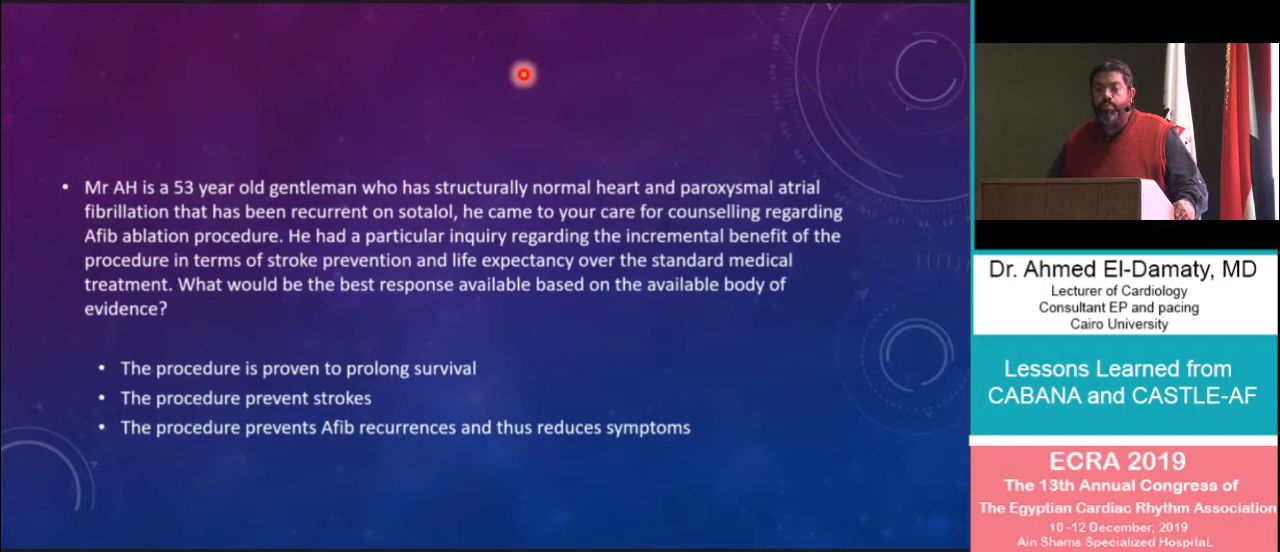 • Mr AH is a 53 year old gentleman who has structurally normal heart and paroxysmal atrial
fibrillation that has been recurrent on sotalol, he came to your care for counselling regarding
Afib ablation procedure. He had a particular inquiry regarding the incremental benefit of the
procedure in terms of stroke prevention and life expectancy over the standard medical
treatment. What would be the best response available based on the available body of
evidence?
• The procedure is proven to prolong survival
• The procedure prevent strokes
• The procedure prevents Afib recurrences and thus reduces symptoms
Dr. Ahmed El-Damaty, MD
Lecturer of Cardiology
Consultant EP and pacing
Cairo University
Lessons Learned from
CABANA and CASTLE-AF
ECRA 2019
The 13th Annual Congress of
The Egyptian Cardiac Rhythm Association
10 -12 December, 2019
Ain Shams Specialized HospitaL